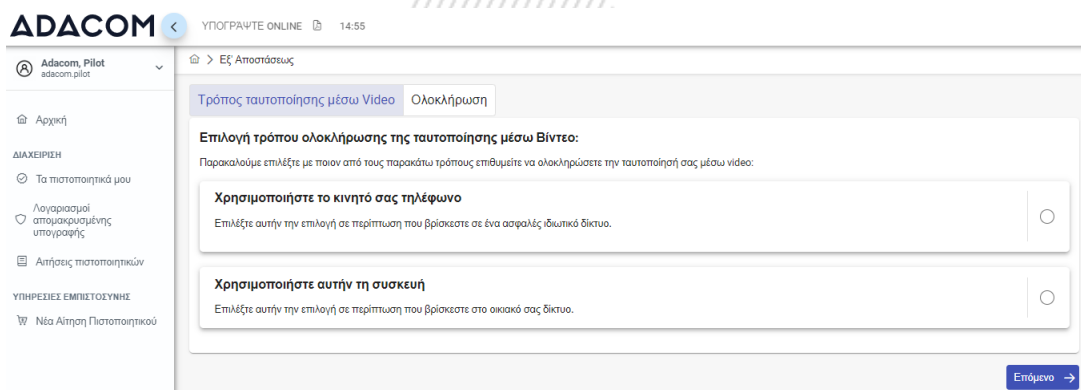 ADACOM
ΥΠΟΓΡΑΨΤΕ ONLINE 14:55
Adacom, Pilot
adacom.pilot
> Εξ' Αποστάσεως
Αρχική
ΔΙΑΧΕΙΡΙΣΗ
Τα πιστοποιητικά μου
Λογαριασμοί
απομακρυσμένης
υπογραφής
Αιτήσεις πιστοποιητικών
ΥΠΗΡΕΣΙΕΣ ΕΜΠΙΣΤΟΣΥΝΗΣ
Νέα Αίτηση Πιστοποιητικού
Τρόπος ταυτοποίησης μέσω Video Ολοκλήρωση
Επιλογή τρόπου ολοκλήρωσης της ταυτοποίησης μέσω Βίντεο:
Παρακαλούμε επιλέξτε με ποιον από τους παρακάτω τρόπους επιθυμείτε να ολοκληρώσετε την ταυτοποίησή σας μέσω video:
Χρησιμοποιήστε το κινητό σας τηλέφωνο
Επιλέξτε αυτήν την επιλογή σε περίπτωση που βρίσκεστε σε ένα ασφαλές ιδιωτικό δίκτυο.
Χρησιμοποιήστε αυτήν τη συσκευή
Επιλέξτε αυτήν την επιλογή σε περίπτωση που βρίσκεστε στο οικιακό σας δίκτυο.
Επόμενο →